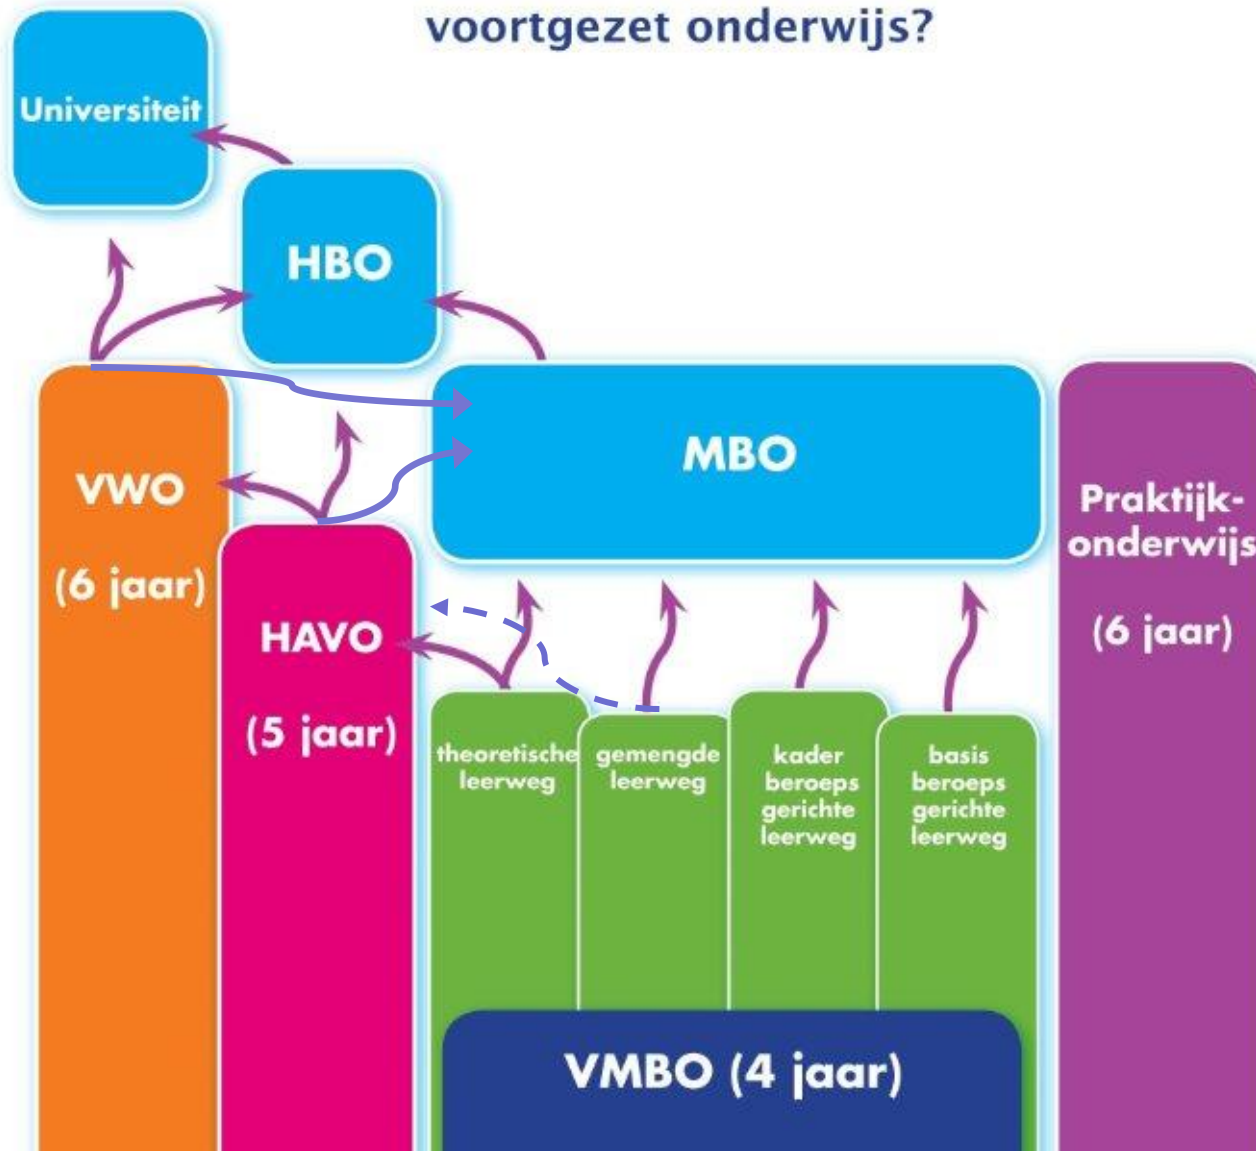 voortgezet onderwijs?
Universiteit
HBO
MBO
VWO
(6 jaar)
HAVO
(5 jaar)
Praktijk-
onderwijs
(6 jaar)
theoretische
leerweg
gemengde
leerweg
kader
beroeps
gerichte
leerweg
basis
beroeps
gerichte
leerweg
VMBO (4 jaar)